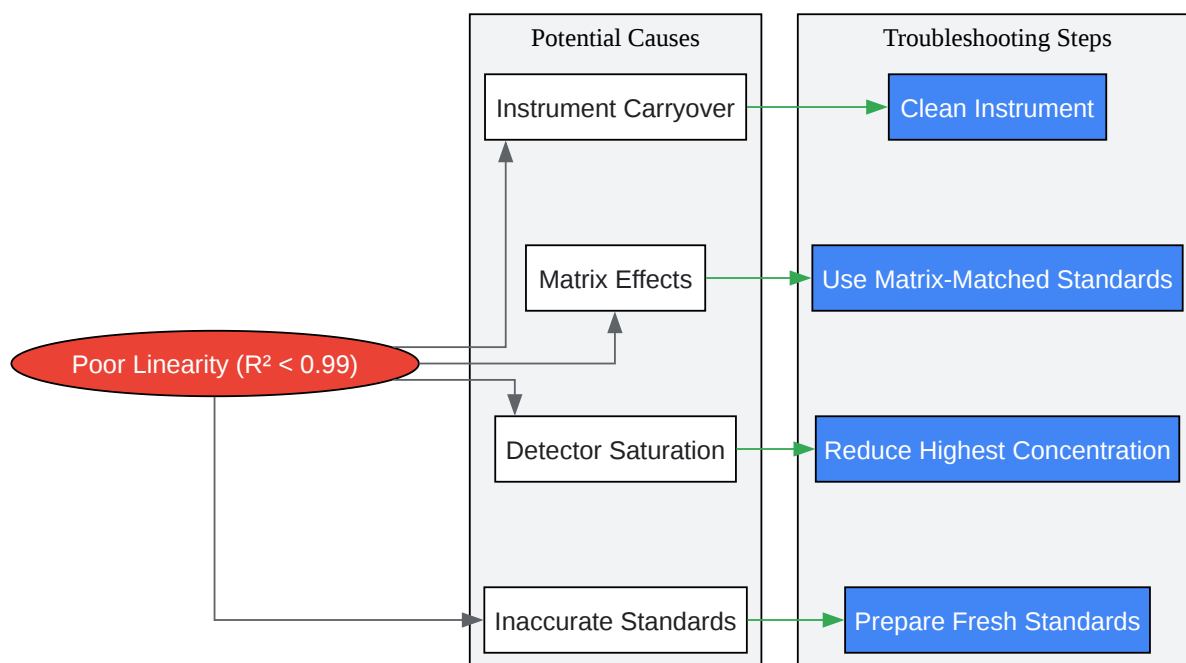 Potential Causes
Troubleshooting Steps
Instrument Carryover
Clean Instrument
Matrix Effects
Use Matrix-Matched Standards
Poor Linearity (R² < 0.99)
Detector Saturation
Reduce Highest Concentration
Inaccurate Standards
Prepare Fresh Standards